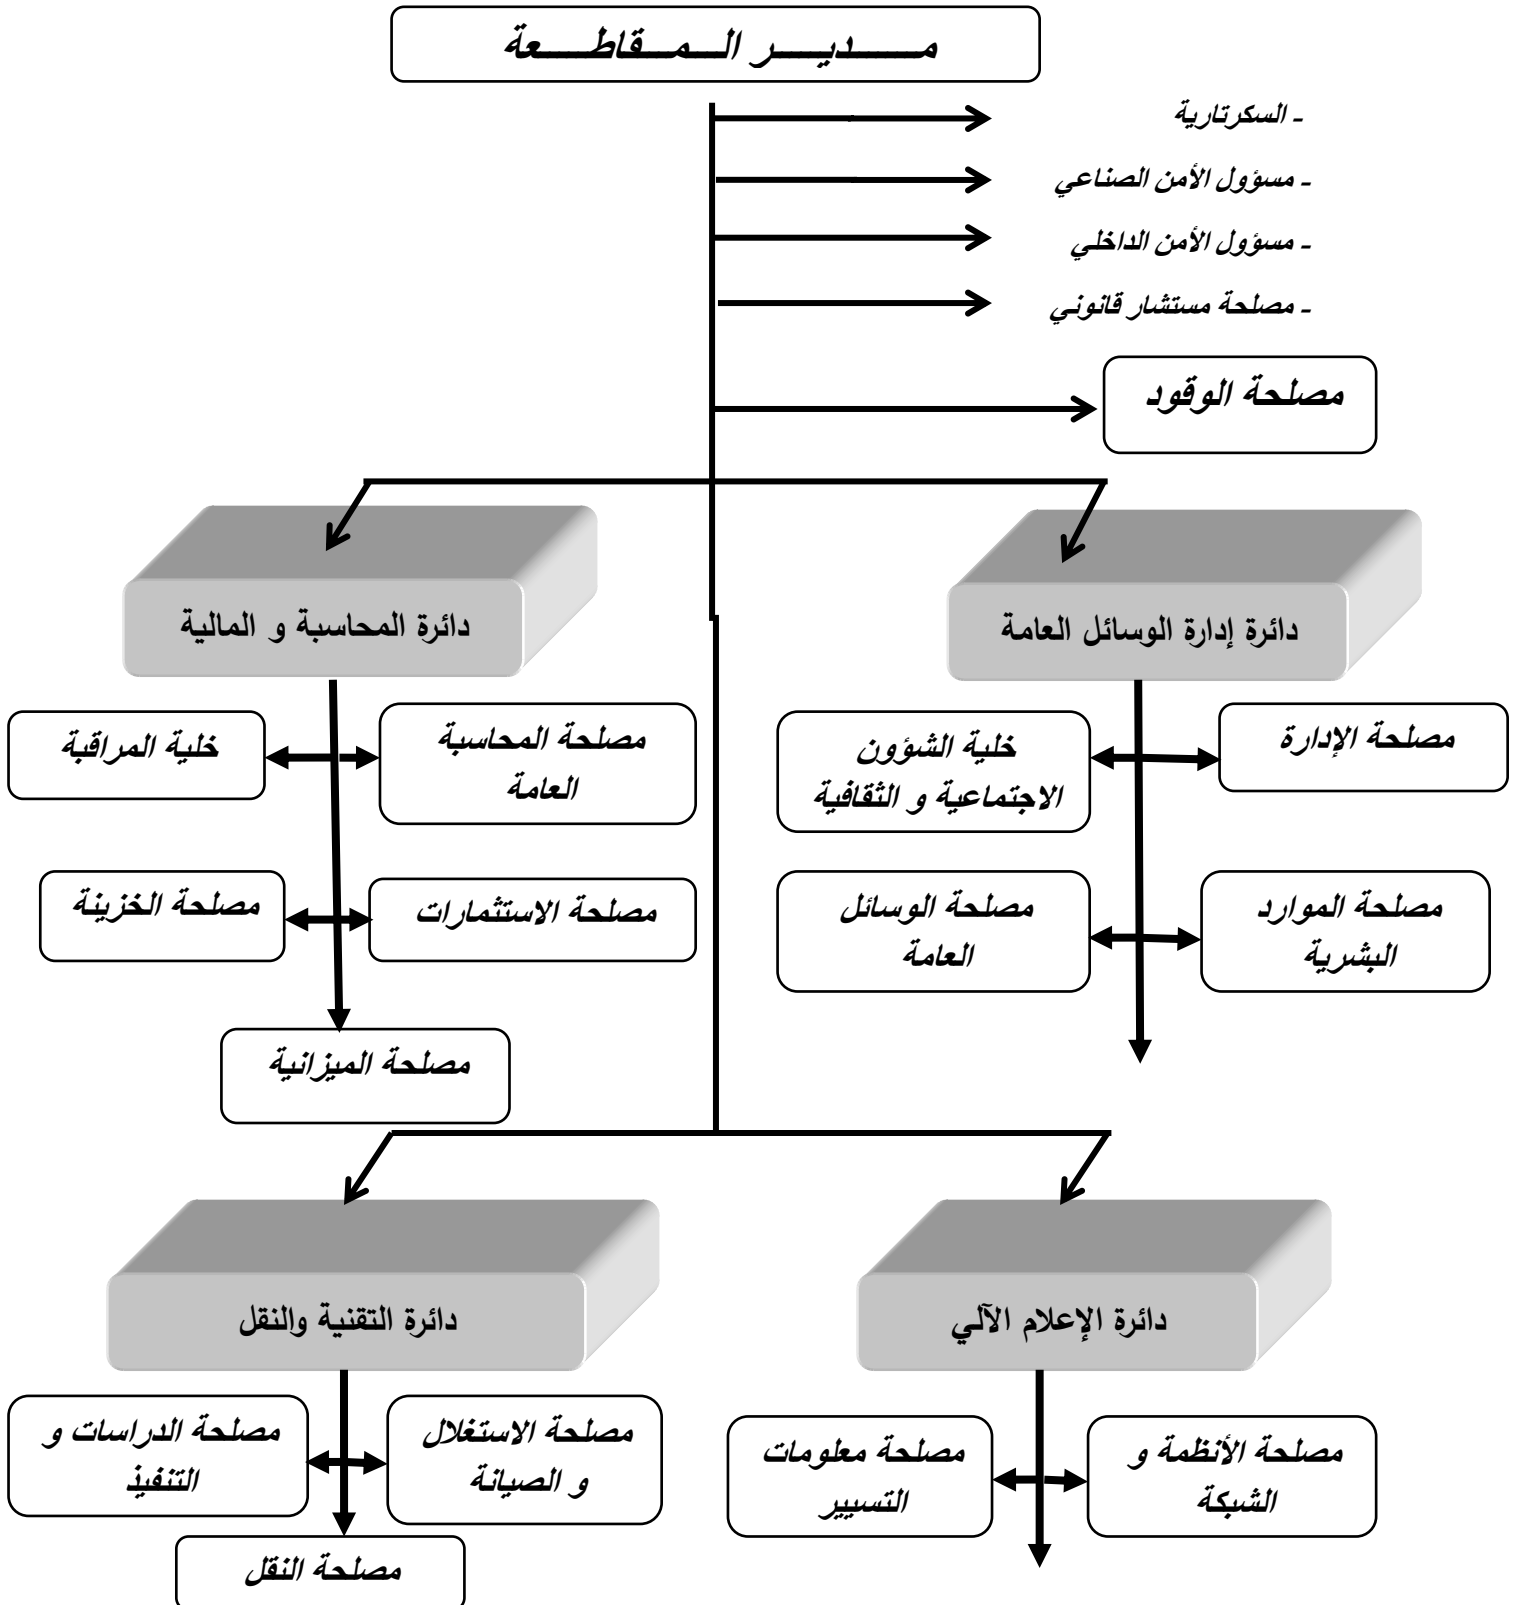 مـــــديـــــر الـــمـــقاطـــــعة
- السكرتارية
- مسؤول الأمن الصناعي
- مسؤول الأمن الداخلي
- مصلحة مستشار قانوني
مصلحة الوقود
دائرة إدارة الوسائل العامة
دائرة المحاسبة و المالية
مصلحة الإدارة
خلية الشؤون
الاجتماعية و الثقافية
مصلحة المحاسبة
العامة
خلية المراقبة
مصلحة الموارد
البشرية
مصلحة الوسائل
العامة
مصلحة الاستثمارات
مصلحة الخزينة
مصلحة الميزانية
دائرة الإعلام الآلي
دائرة التقنية والنقل
مصلحة الأنظمة و
الشبكة
مصلحة معلومات
التسيير
مصلحة الاستغلال
و الصيانة
مصلحة الدراسات و
التنفيذ
مصلحة النقل